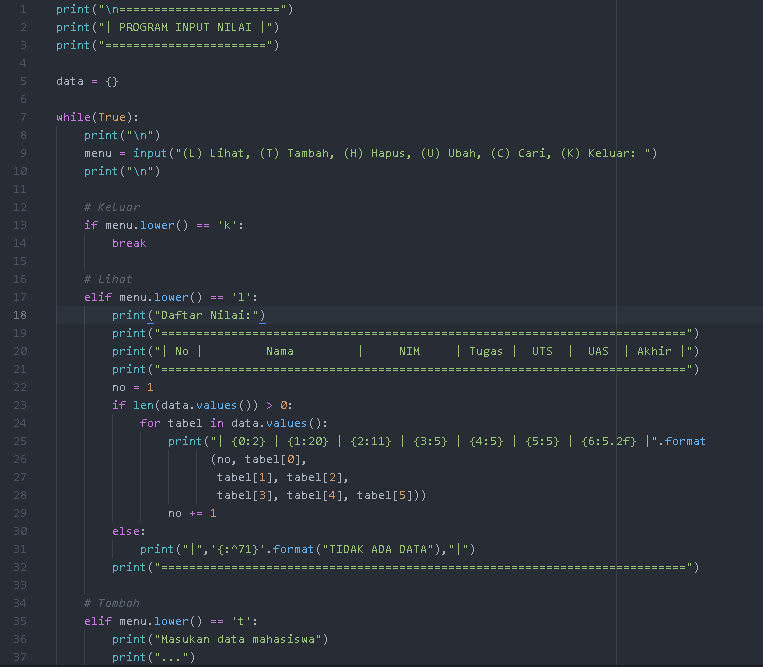 1 print("\n=======================")
2 print("| PROGRAM INPUT NILAI |")
3 print("=======================")
4
5 data = {}
6
7 while(True):
8 print("\n")
9 menu = input("(L) Lihat, (T) Tambah, (H) Hapus, (U) Ubah, (C) Cari, (K) Keluar: ")
10 print("\n")
11
12 # Keluar
13 if menu.lower() == 'k':
14 break
15
16 # Lihat
17 elif menu.lower() == 'l':
18 print("Daftar Nilai:")
19 print("===========================================================================")
20 print("| No |         Nama         |     NIM     | Tugas |  UTS  |  UAS  | Akhir |")
21 print("===========================================================================")
22 no = 1
23 if len(data.values()) > 0:
24 for tabel in data.values():
25 print("| {0:2} | {1:20} | {2:11} | {3:5} | {4:5} | {5:5} | {6:5.2f} |".format
26 (no, tabel[0],
27 tabel[1], tabel[2],
28 tabel[3], tabel[4], tabel[5]))
29 no += 1
30 else:
31 print("|",'{:^71}'.format("TIDAK ADA DATA"),"|")
32 print("===========================================================================")
33
34 # Tambah
35 elif menu.lower() == 't':
36 print("Masukan data mahasiswa")
37 print("...")